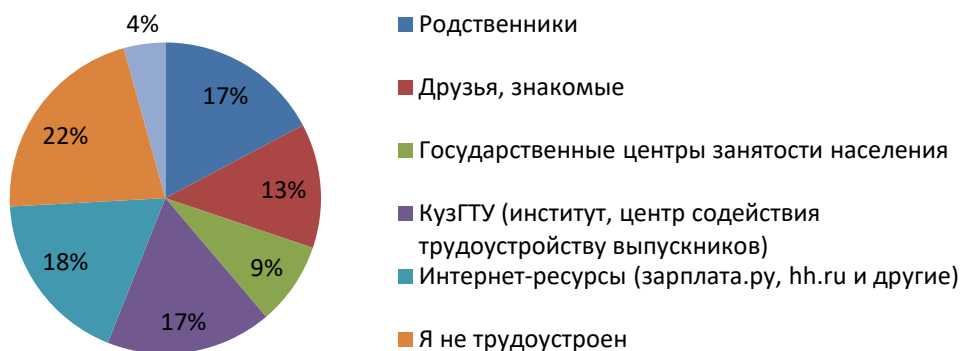 4%
17%
22%
13%
18%
9%
17%
Родственники
Друзья, знакомые
Государственные центры занятости населения
КузГТУ (институт, центр содействия
трудоустройству выпускников)
Интернет-ресурсы (зарплата.ру, hh.ru и другие)
Я не трудоустроен